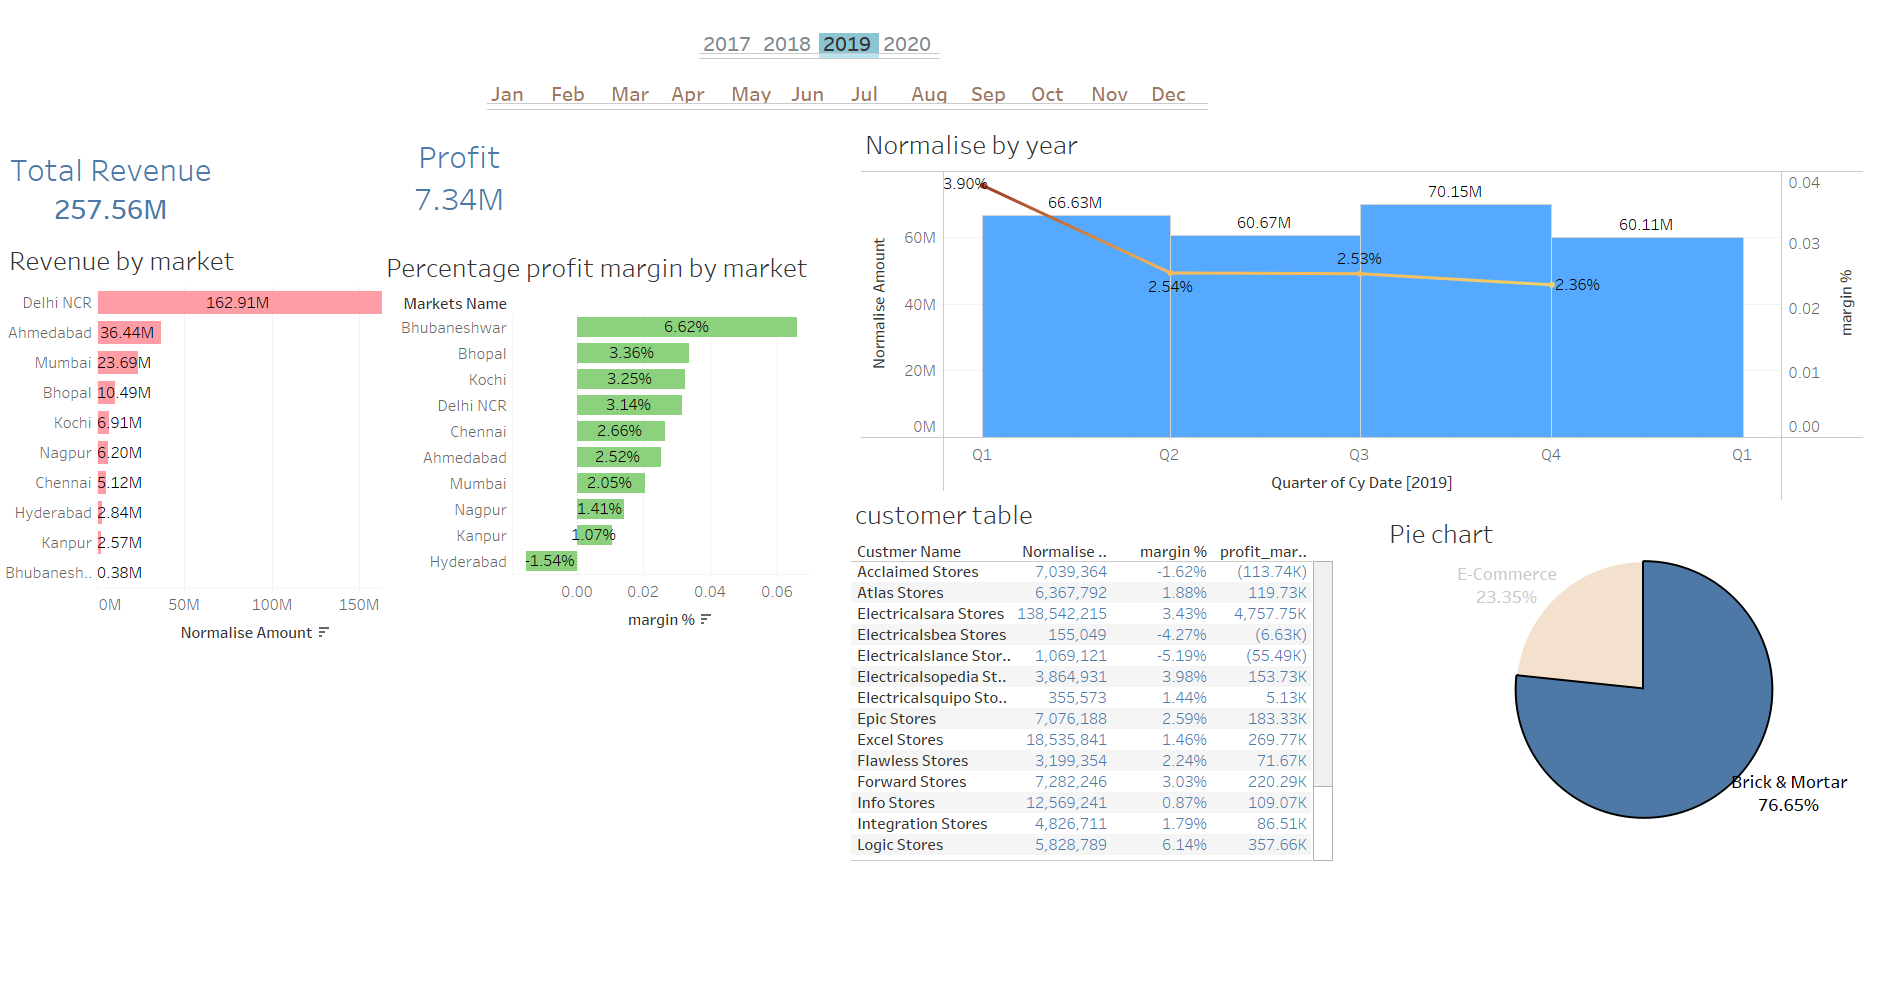 2017 2018 2019 2020
Jan Feb Mar Apr May Jun Jul Aug Sep Oct Nov Dec
Total Revenue
257.56M
Profit
7.34M
Revenue by market
Delhi NCR 162.91M
Ahmedabad 36.44M
Mumbai 23.69M
Bhopal 10.49M
Kochi 6.91M
Nagpur 6.20M
Chennai 5.12M
Hyderabad 2.84M
Kanpur 2.57M
Bhubanesh.. 0.38M
0M 50M 100M 150M
Normalise Amount
Percentage profit margin by market
Markets Name
Bhubaneshwar 6.62%
Bhopal 3.36%
Kochi 3.25%
Delhi NCR 3.14%
Chennai 2.66%
Ahmedabad 2.52%
Mumbai 2.05%
Nagpur 1.41%
Kanpur 1.07%
Hyderabad -1.54%
0.00 0.02 0.04 0.06
margin %
Normalise by year
Normalise Amount
60M
40M
20M
0M
3.90%
66.63M
60.67M
70.15M
60.11M
2.54%
2.53%
2.36%
0.04
0.03
0.02
0.01
0.00
margin %
Q1 Q2 Q3 Q4 Q1
Quarter of Cy Date [2019]
customer table
Custmer Name Normalise .. margin % profit_mar..
Acclaimed Stores 7,039,364 -1.62% (113.74K)
Atlas Stores 6,367,792 1.88% 119.73K
Electricalsara Stores 138,542,215 3.43% 4,757.75K
Electricalsbea Stores 155,049 -4.27% (6.63K)
Electricalslance Stor.. 1,069,121 -5.19% (55.49K)
Electricalsopedia St.. 3,864,931 3.98% 153.73K
Electricalsquipo Sto.. 355,573 1.44% 5.13K
Epic Stores 7,076,188 2.59% 183.33K
Excel Stores 18,535,841 1.46% 269.77K
Flawless Stores 3,199,354 2.24% 71.67K
Forward Stores 7,282,246 3.03% 220.29K
Info Stores 12,569,241 0.87% 109.07K
Integration Stores 4,826,711 1.79% 86.51K
Logic Stores 5,828,789 6.14% 357.66K
Pie chart
E-Commerce
23.35%
Brick & Mortar
76.65%